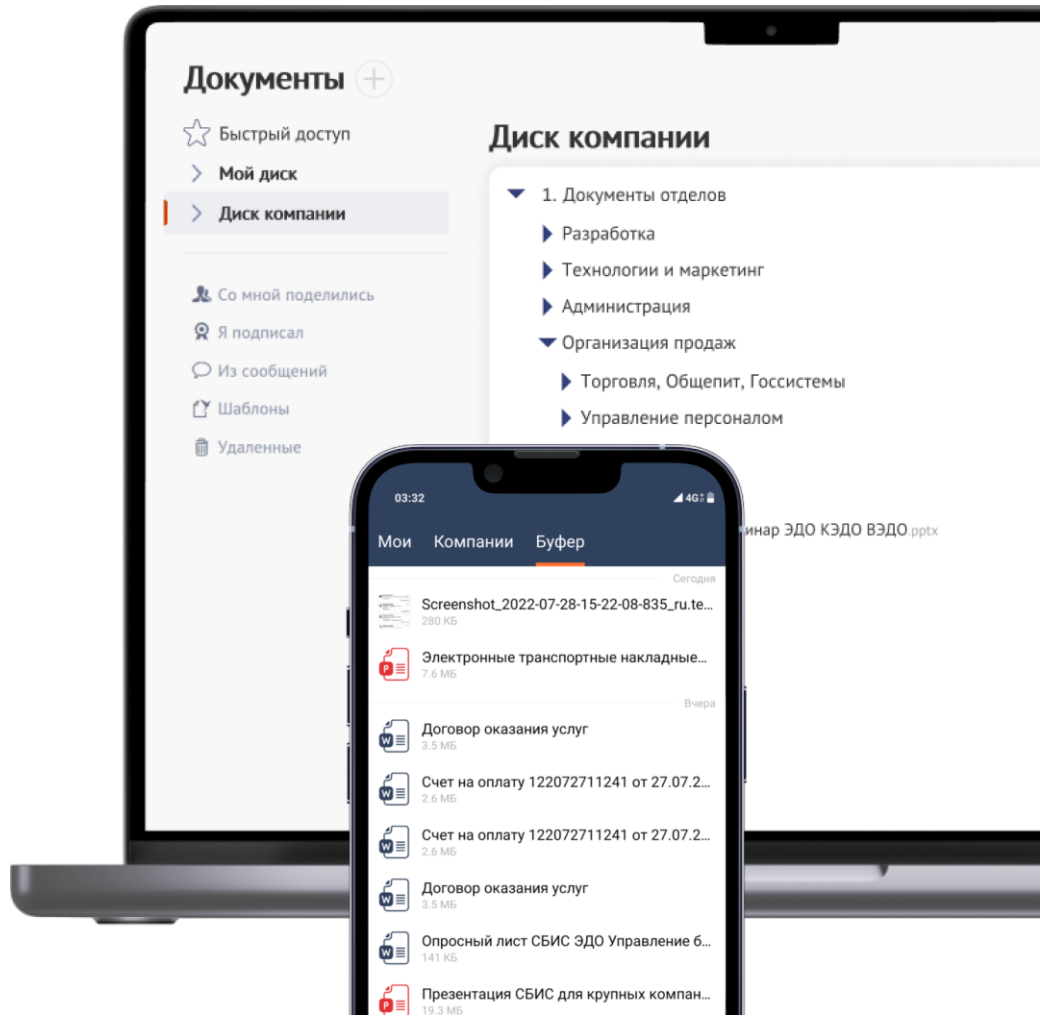 Документы
Быстрый доступ
Мой диск
Диск компании
Со мной поделились
Я подписал
Из сообщений
Шаблоны
Удаленные
Диск компании
1. Документы отделов
Разработка
Технологии и маркетинг
Администрация
Организация продаж
Торговля, Общепит, Госсистемы
Управление персоналом
инар ЭДО КЭДО ВЭДО.pptx
03:32
4G
Мои Компании Буфер
Сегодня
Screenshot_2022-07-28-15-22-08-835_ru.te...
280 КБ
Электронные транспортные накладные...
7.6 МБ
Вчера
Договор оказания услуг
3.5 МБ
Счет на оплату 122072711241 от 27.07.2...
2.6 МБ
Счет на оплату 122072711241 от 27.07.2...
2.6 МБ
Договор оказания услуг
3.5 МБ
Опросный лист СБИС ЭДО Управление б...
141 КБ
Презентация СБИС для крупных компан...
19.3 МБ